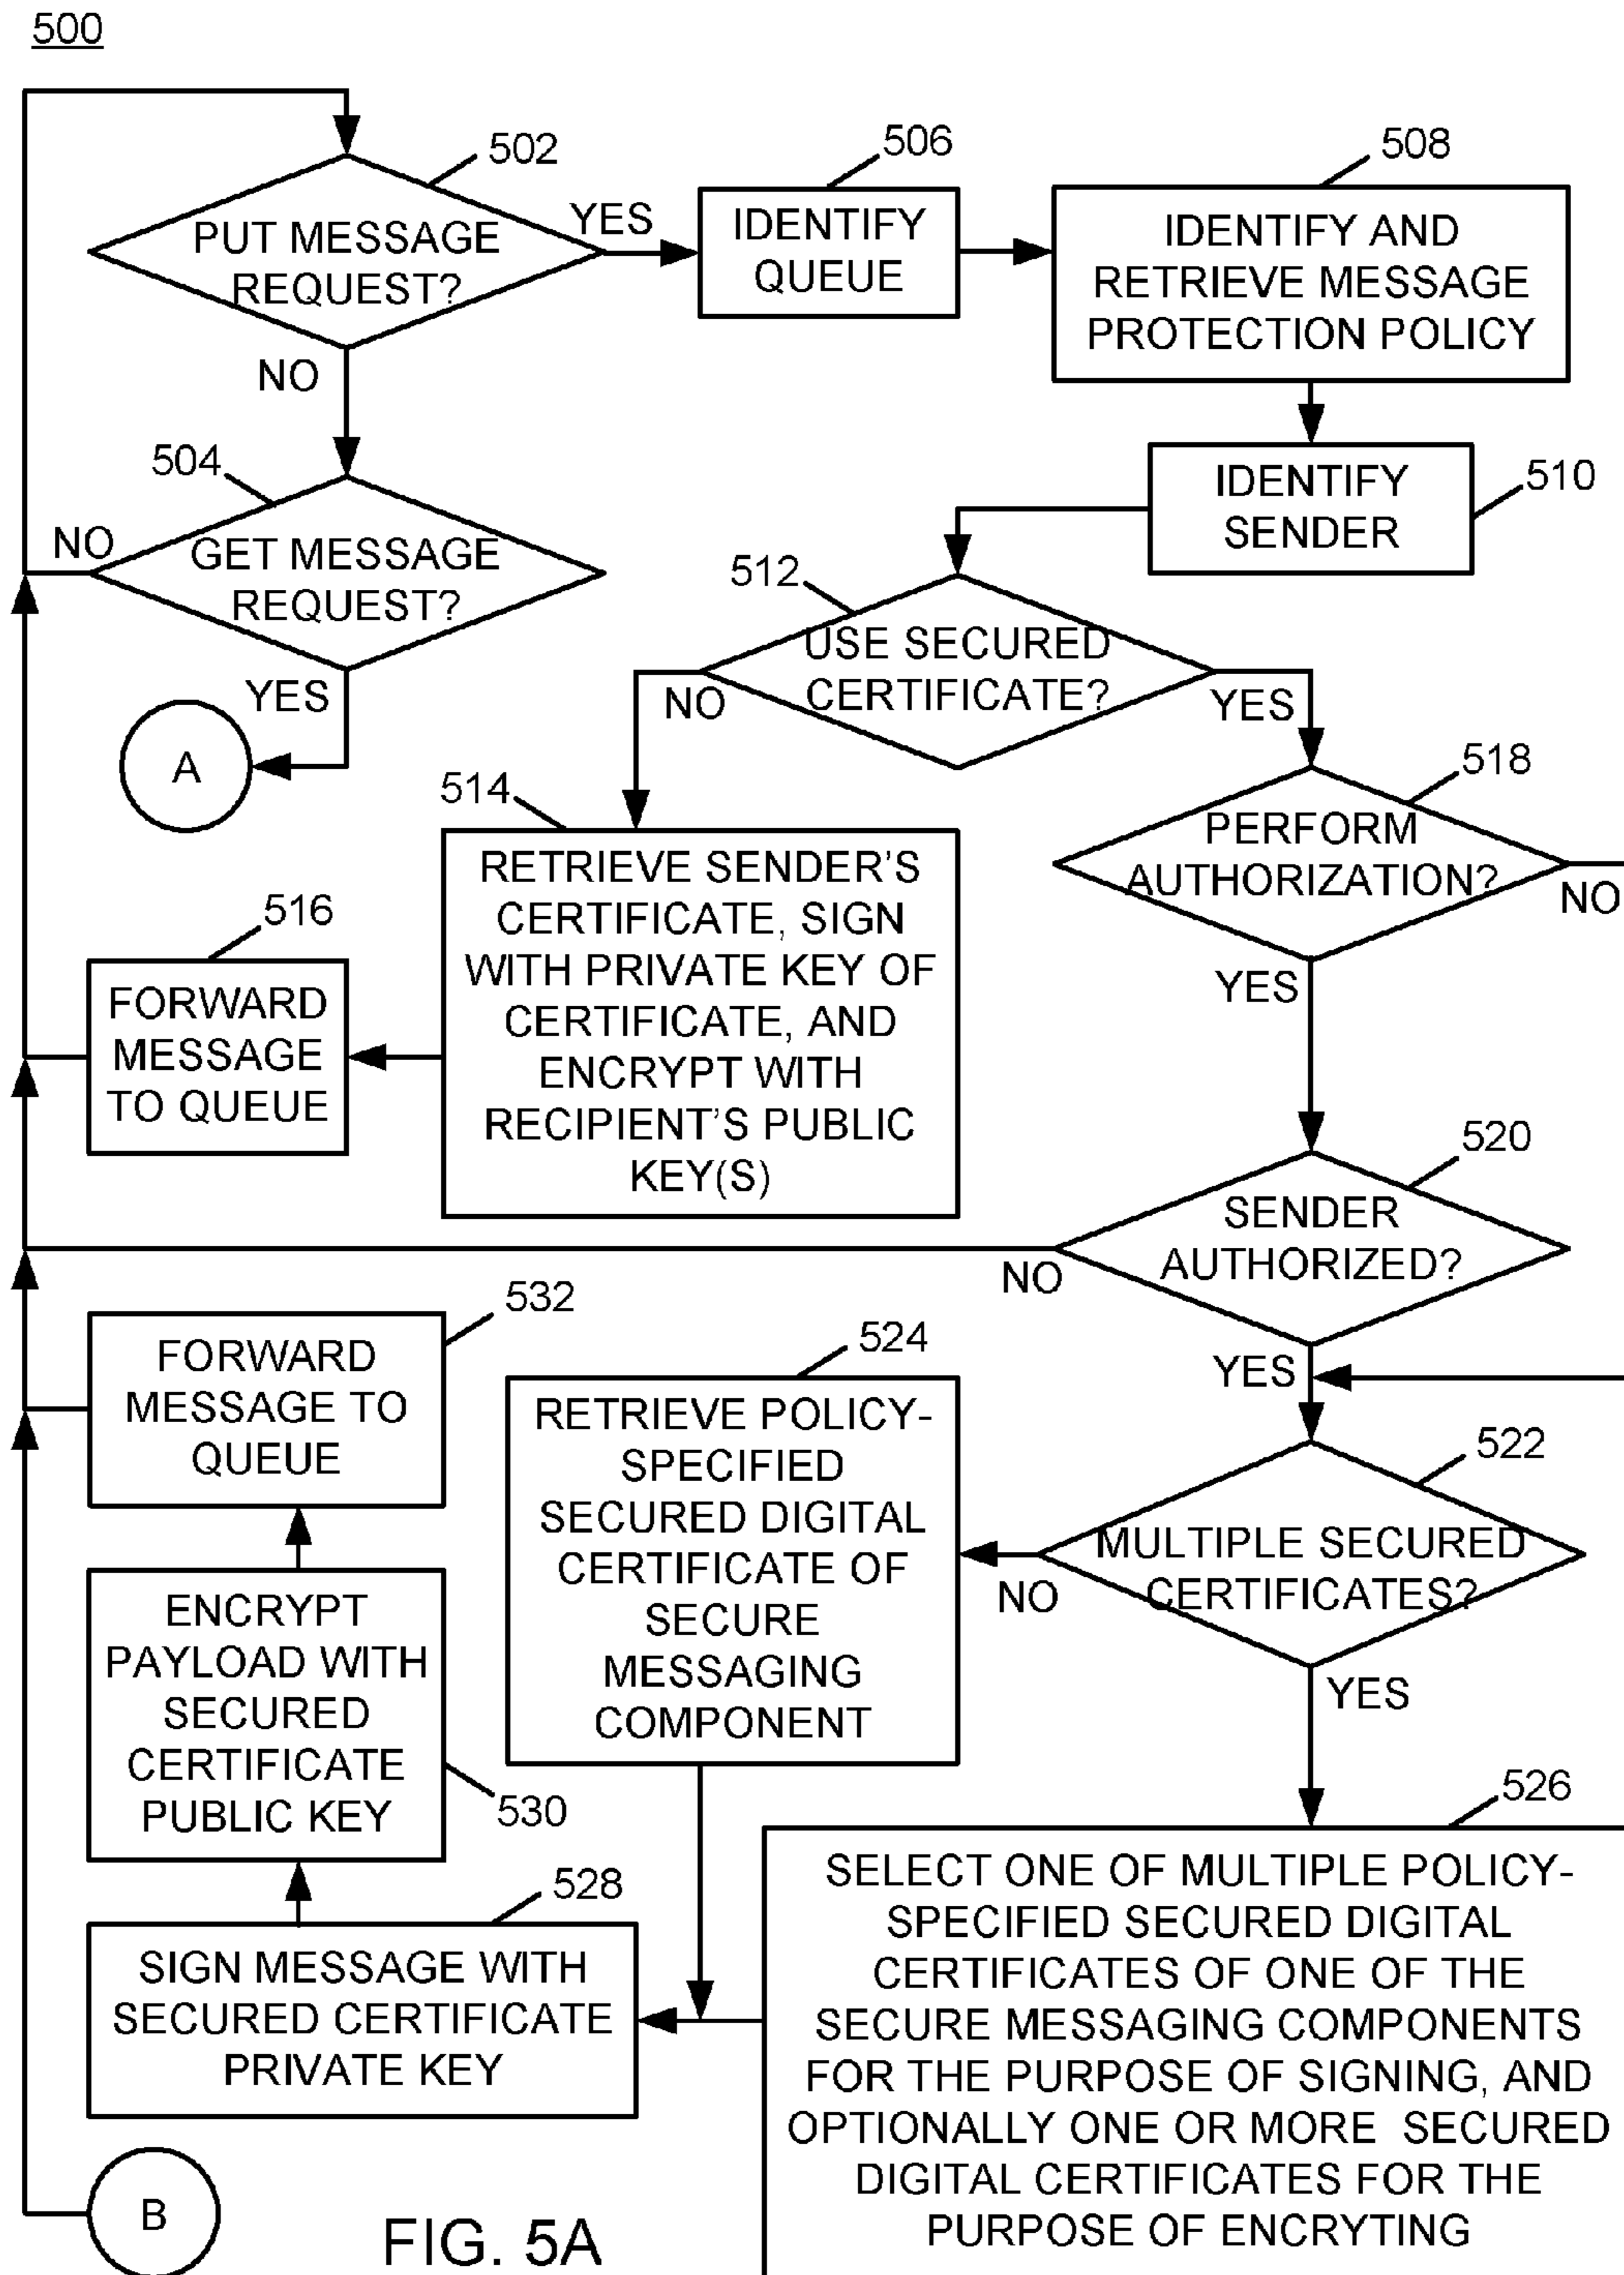 500
502
PUT MESSAGE
REQUEST?
YES
NO
506
IDENTIFY
QUEUE
508
IDENTIFY AND
RETRIEVE MESSAGE
PROTECTION POLICY
504
GET MESSAGE
REQUEST?
NO
YES
A
510
IDENTIFY
SENDER
512
USE SECURED
CERTIFICATE?
NO
YES
514
RETRIEVE SENDER'S
CERTIFICATE, SIGN
WITH PRIVATE KEY OF
CERTIFICATE, AND
ENCRYPT WITH
RECIPIENT'S PUBLIC
KEY(S)
516
FORWARD
MESSAGE
TO QUEUE
518
PERFORM
AUTHORIZATION?
NO
YES
520
SENDER
AUTHORIZED?
NO
YES
522
MULTIPLE SECURED
CERTIFICATES?
NO
YES
524
RETRIEVE POLICY-
SPECIFIED
SECURED DIGITAL
CERTIFICATE OF
SECURE
MESSAGING
COMPONENT
526
SELECT ONE OF MULTIPLE POLICY-
SPECIFIED SECURED DIGITAL
CERTIFICATES OF ONE OF THE
SECURE MESSAGING COMPONENTS
FOR THE PURPOSE OF SIGNING, AND
OPTIONALLY ONE OR MORE SECURED
DIGITAL CERTIFICATES FOR THE
PURPOSE OF ENCRYTING
528
SIGN MESSAGE WITH
SECURED CERTIFICATE
PRIVATE KEY
530
ENCRYPT
PAYLOAD WITH
SECURED
CERTIFICATE
PUBLIC KEY
532
FORWARD
MESSAGE TO
QUEUE
B
FIG. 5A